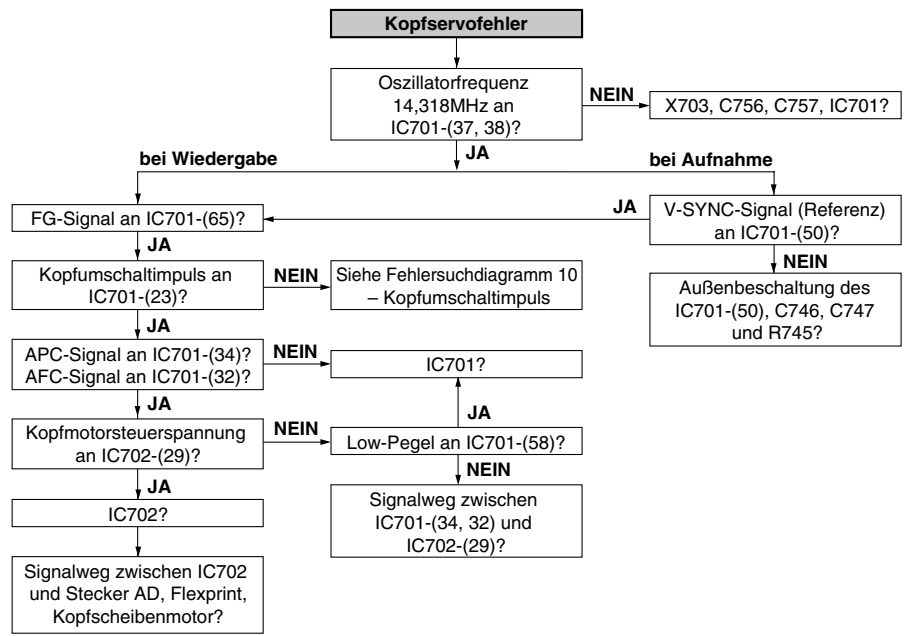 Kopfservofehler
Oszillatorfrequenz
14,318MHz an
IC701-(37, 38)?
NEIN
X703, C756, C757, IC701?
JA
bei Wiedergabe
bei Aufnahme
FG-Signal an IC701-(65)?
JA
V-SYNC-Signal (Referenz)
an IC701-(50)?
JA
NEIN
Kopfumschaltimpuls an
IC701-(23)?
NEIN
Siehe Fehlersuchdiagramm 10
– Kopfumschaltimpuls
Außenbeschaltung des
IC701-(50), C746, C747
und R745?
JA
APC-Signal an IC701-(34)?
AFC-Signal an IC701-(32)?
NEIN
IC701?
JA
JA
Kopfmotorsteuerspannung
an IC702-(29)?
NEIN
Low-Pegel an IC701-(58)?
JA
NEIN
IC702?
Signalweg zwischen
IC701-(34, 32) und
IC702-(29)?
Signalweg zwischen IC702
und Stecker AD, Flexprint,
Kopfscheibenmotor?